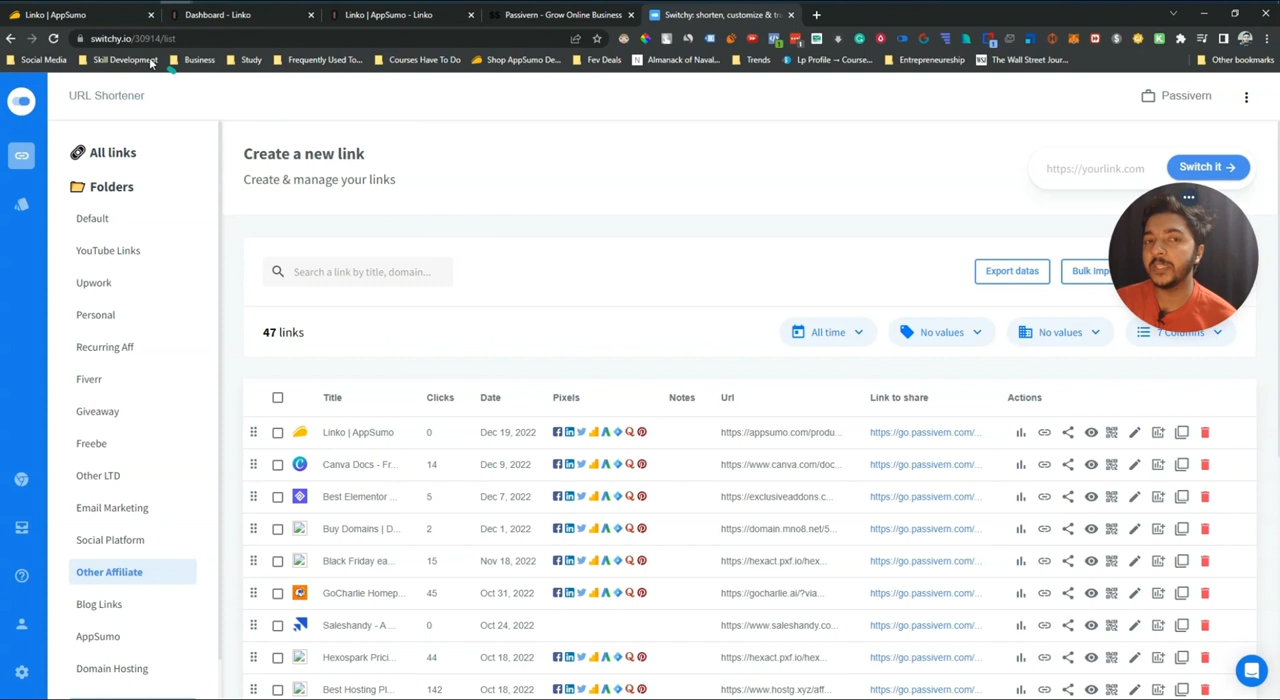 Linko | AppSumo
Dashboard - Linko
Linko | AppSumo - Linko
Passivern - Grow Online Business
Switchy: shorten, customize & tra
switchy.io/30914/list
Social Media
Skill Development
Business
Study
Frequently Used To...
Courses Have To Do
Shop AppSumo De...
Fev Deals
Almanack of Naval...
Trends
Lp Profile → Course...
Entrepreneurship
The Wall Street Jour...
Other bookmarks
URL Shortener
Passivern
All links
Folders
Default
YouTube Links
Upwork
Personal
Recurring Aff
Fiverr
Giveaway
Freebe
Other LTD
Email Marketing
Social Platform
Other Affiliate
Blog Links
AppSumo
Domain Hosting
Create a new link
Create & manage your links
https://yourlink.com
Switch it →
Search a link by title, domain...
Export datas
Bulk Imp
47 links
All time
No values
No values
7 Columns
Title Clicks Date Pixels Notes Url Link to share Actions
Linko | AppSumo 0 Dec 19, 2022 https://appsumo.com/produ... https://go.passivern.com/...
Canva Docs - Fr... 14 Dec 9, 2022 https://www.canva.com/doc... https://go.passivern.com/...
Best Elementor ... 5 Dec 7, 2022 https://exclusiveaddons.c... https://go.passivern.com/...
Buy Domains | D... 2 Dec 1, 2022 https://domain.mno8.net/5... https://go.passivern.com/...
Black Friday ea... 15 Nov 18, 2022 https://hexact.pxf.io/hex... https://go.passivern.com/...
GoCharlie Homep... 45 Oct 31, 2022 https://gocharlie.ai/?via... https://go.passivern.com/...
Saleshandy - A ... 0 Oct 24, 2022 https://www.saleshandy.co... https://go.passivern.com/...
Hexospark Prici... 44 Oct 18, 2022 https://hexact.pxf.io/hex... https://go.passivern.com/...
Best Hosting Pl... 142 Oct 18, 2022 https://www.hostg.xyz/aff... https://go.passivern.com/...